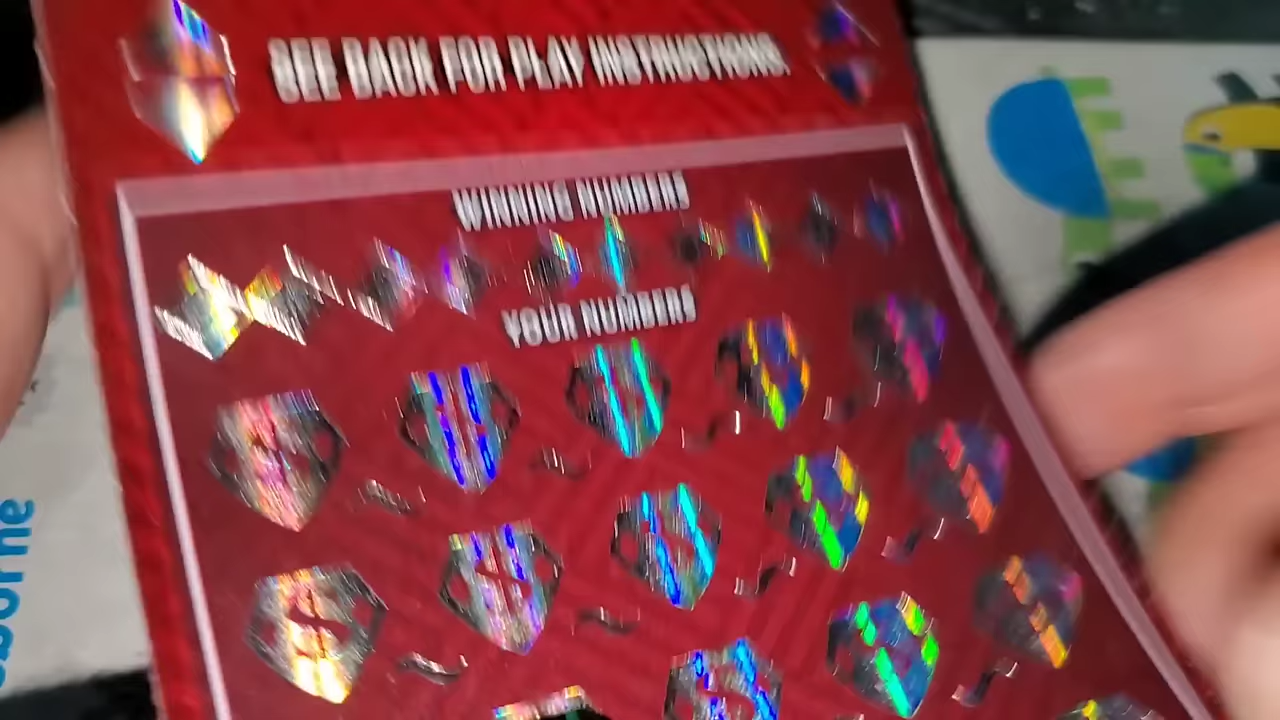 SEE BACK FOR PLAY INSTRUCTIONS.
WINNING NUMBERS
YOUR NUMBERS